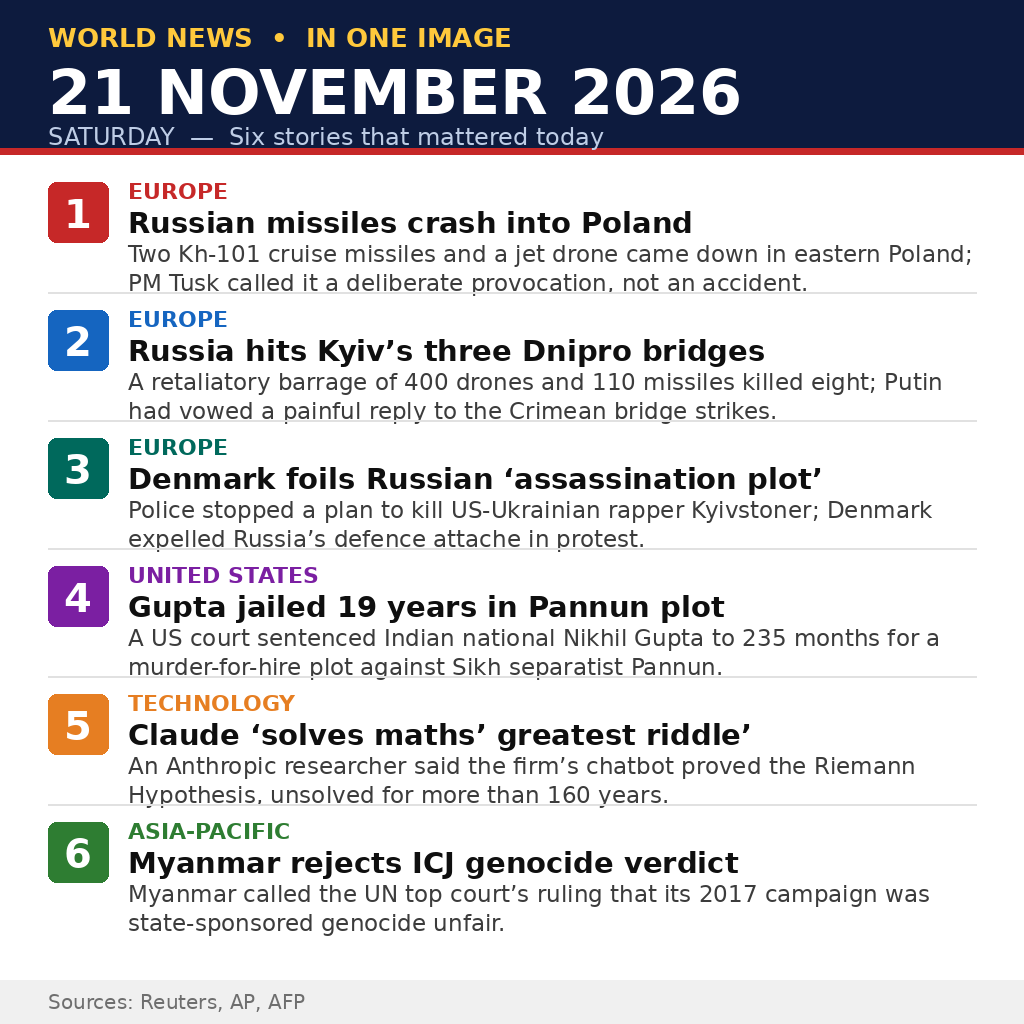 WORLD NEWS • IN ONE IMAGE
21 NOVEMBER 2026
SATURDAY — Six stories that mattered today
1
EUROPE
Russian missiles crash into Poland
Two Kh-101 cruise missiles and a jet drone came down in eastern Poland;
PM Tusk called it a deliberate provocation, not an accident.
2
EUROPE
Russia hits Kyiv’s three Dnipro bridges
A retaliatory barrage of 400 drones and 110 missiles killed eight; Putin
had vowed a painful reply to the Crimean bridge strikes.
3
EUROPE
Denmark foils Russian ‘assassination plot’
Police stopped a plan to kill US-Ukrainian rapper Kyivstoner; Denmark
expelled Russia’s defence attache in protest.
4
UNITED STATES
Gupta jailed 19 years in Pannun plot
A US court sentenced Indian national Nikhil Gupta to 235 months for a
murder-for-hire plot against Sikh separatist Pannun.
5
TECHNOLOGY
Claude ‘solves maths’ greatest riddle’
An Anthropic researcher said the firm’s chatbot proved the Riemann
Hypothesis, unsolved for more than 160 years.
6
ASIA-PACIFIC
Myanmar rejects ICJ genocide verdict
Myanmar called the UN top court’s ruling that its 2017 campaign was
state-sponsored genocide unfair.
Sources: Reuters, AP, AFP